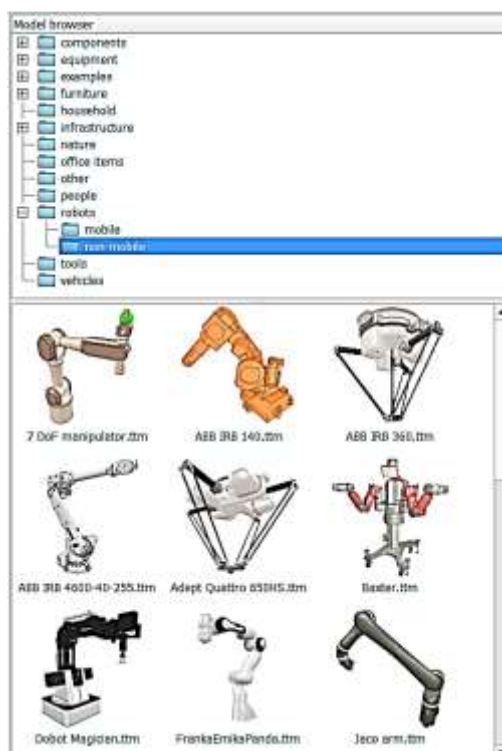 Model browser
components
equipment
examples
furniture
household
infrastructure
nature
office items
other
people
robots
mobile
non-mobile
tools
vehicles
7 DoF manipulator.ttm
ABB IRB 140.ttm
ABB IRB 360.ttm
ABB IRB 4600-40-255.ttm
Adept Quattro 650HS.ttm
Baxter.ttm
Dobot Magician.ttm
FrankaEmikaPanda.ttm
Jaco arm.ttm